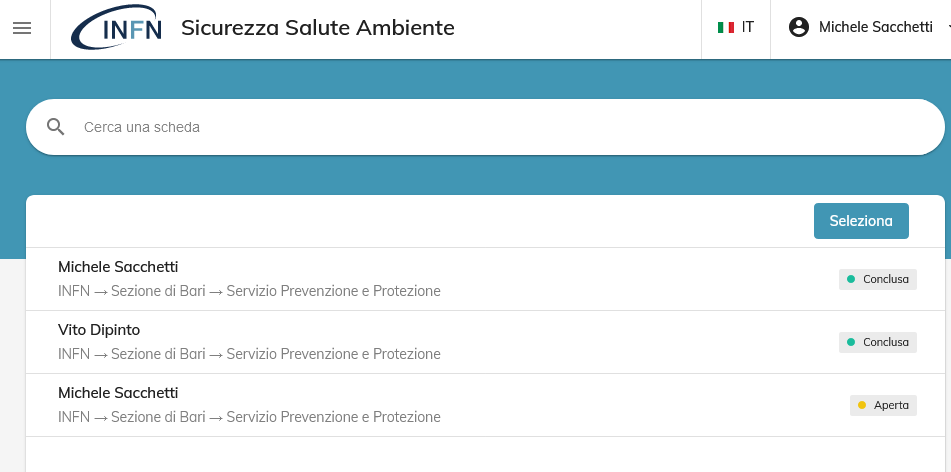 INFN
Sicurezza Salute Ambiente
IT
Michele Sacchetti
Cerca una scheda
Seleziona
Michele Sacchetti
INFN → Sezione di Bari → Servizio Prevenzione e Protezione
Conclusa
Vito Dipinto
INFN → Sezione di Bari → Servizio Prevenzione e Protezione
Conclusa
Michele Sacchetti
INFN → Sezione di Bari → Servizio Prevenzione e Protezione
Aperta